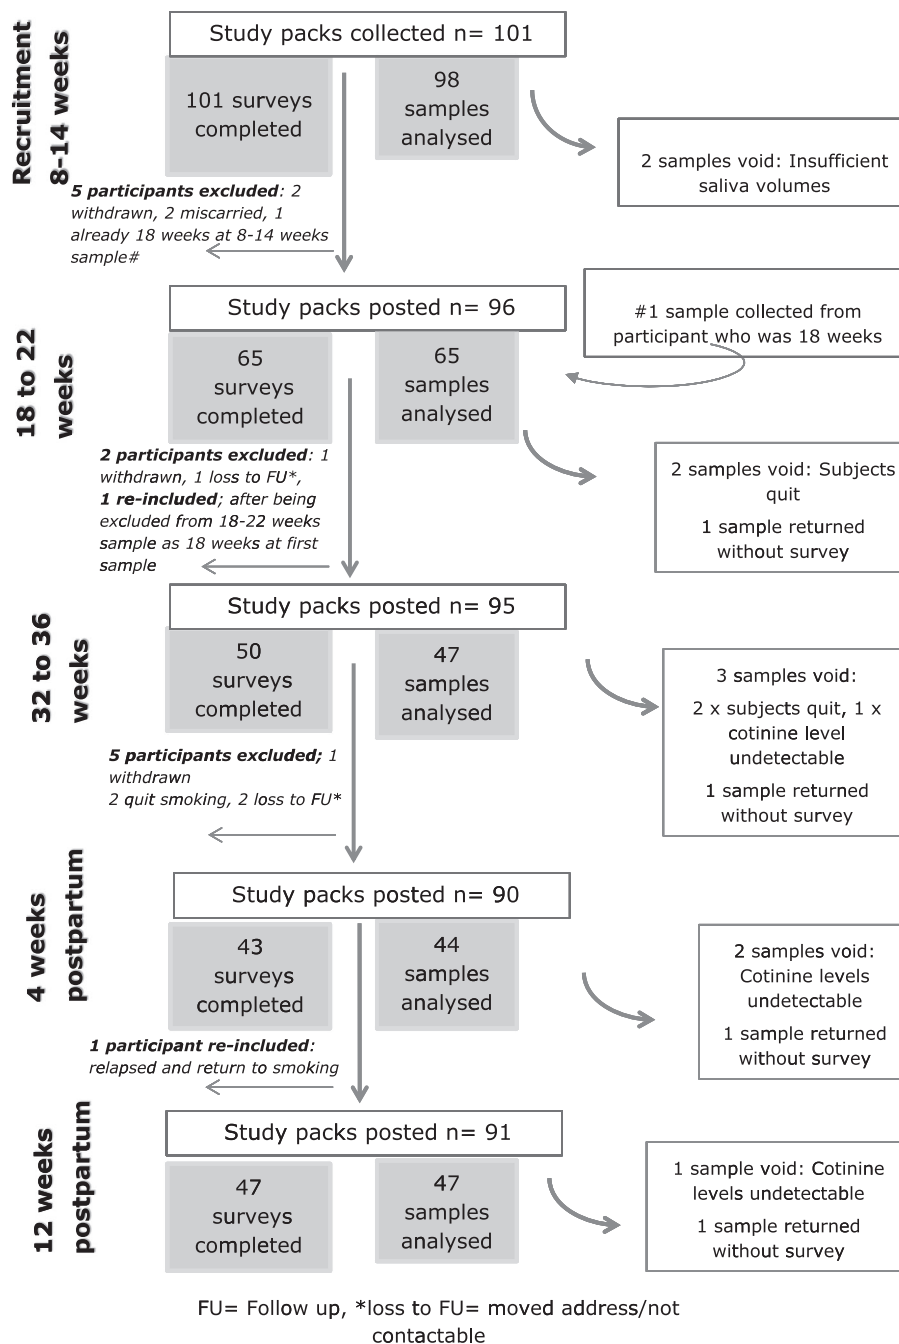 Recruitment
8-14 weeks
Study packs collected n= 101
101 surveys
completed
98
samples
analysed
2 samples void: Insufficient
saliva volumes
5 participants excluded: 2
withdrawn, 2 miscarried, 1
already 18 weeks at 8-14 weeks
sample#
18 to 22
weeks
Study packs posted n= 96
#1 sample collected from
participant who was 18 weeks
65
surveys
completed
65
samples
analysed
2 samples void: Subjects
quit
1 sample returned
without survey
2 participants excluded: 1
withdrawn, 1 loss to FU*,
1 re-included; after being
excluded from 18-22 weeks
sample as 18 weeks at first
sample
32 to 36
weeks
Study packs posted n= 95
50
surveys
completed
47
samples
analysed
3 samples void:
2 x subjects quit, 1 x
cotinine level
undetectable
1 sample returned
without survey
5 participants excluded; 1
withdrawn
2 quit smoking, 2 loss to FU*
4 weeks
postpartum
Study packs posted n= 90
43
surveys
completed
44
samples
analysed
2 samples void:
Cotinine levels
undetectable
1 sample returned
without survey
1 participant re-included:
relapsed and return to smoking
12 weeks
postpartum
Study packs posted n= 91
47
surveys
completed
47
samples
analysed
1 sample void: Cotinine
levels undetectable
1 sample returned
without survey
FU= Follow up, *loss to FU= moved address/not
contactable